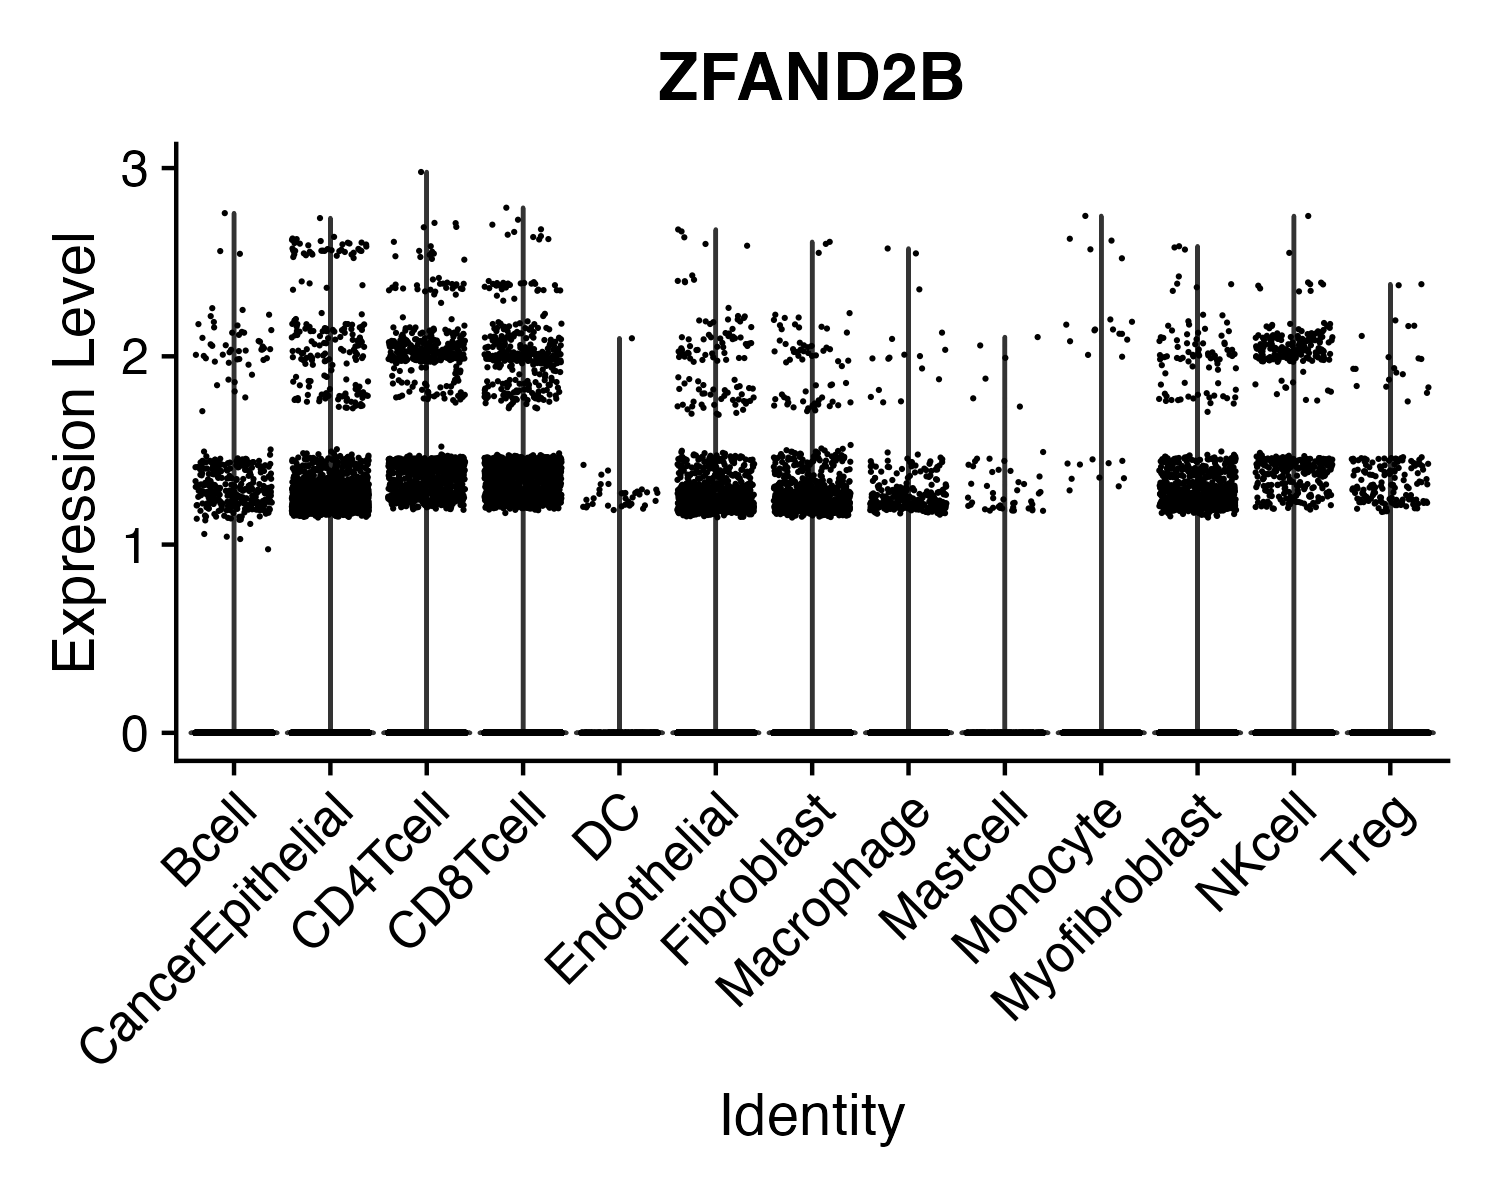 ZFAND2B
Expression Level
3
2
1
0
Bcell
CancerEpithelial
CD4Tcell
CD8Tcell
DC
Endothelial
Fibroblast
Macrophage
Mastcell
Monocyte
Myofibroblast
NKcell
Treg
Identity